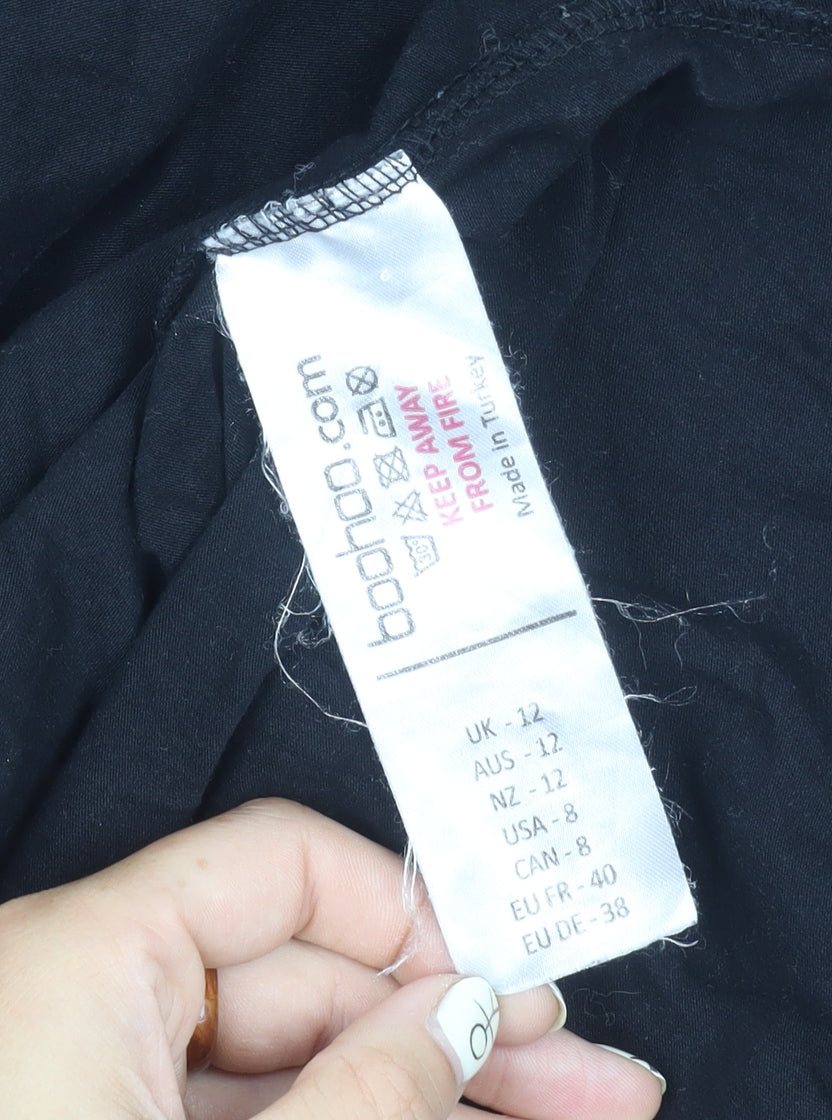 boohoo.com
30°
KEEP AWAY
FROM FIRE
Made in Turkey
UK - 12
AUS - 12
NZ - 12
USA - 8
CAN - 8
EU FR - 40
EU DE - 38